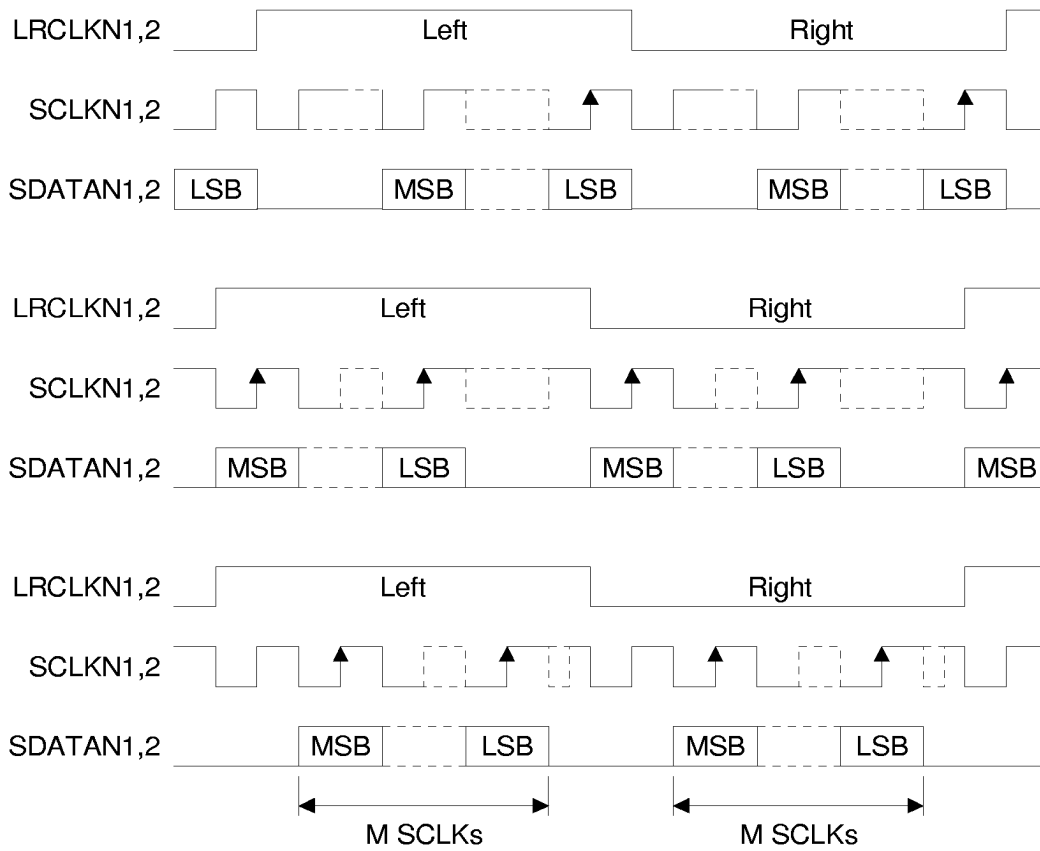 LRCLKN1,2 Left Right
SCLKN1,2
SDATAN1,2 LSB MSB LSB MSB LSB
LRCLKN1,2 Left Right
SCLKN1,2
SDATAN1,2 MSB LSB MSB LSB MSB
LRCLKN1,2 Left Right
SCLKN1,2
SDATAN1,2 MSB LSB MSB LSB
M SCLKs M SCLKs